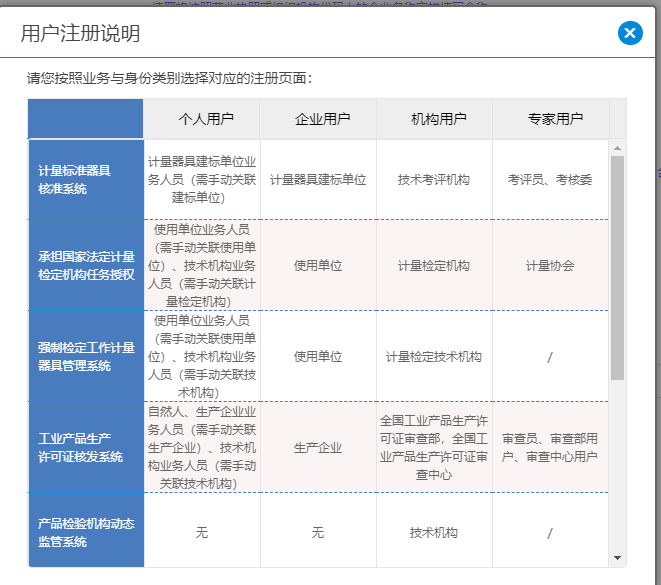 用户注册说明
请您按照业务与身份类别选择对应的注册页面：
个人用户 企业用户 机构用户 专家用户
计量标准器具
核准系统
计量器具建标单位业
务人员（需手动关联
建标单位）
计量器具建标单位
技术考评机构
考评员、考核委
承担国家法定计量
检定机构任务授权
使用单位业务人员
（需手动关联使用单
位）、技术机构业务
人员（需手动关联计
量检定机构）
使用单位
计量检定机构
计量协会
强制检定工作计量
器具管理系统
使用单位业务人员
（需手动关联使用单
位）、技术机构业务
人员（需手动关联技
术机构）
使用单位
计量检定技术机构
/
工业产品生产
许可证核发系统
自然人、生产企业业
务人员（需手动关联
生产企业）、技术机
构业务人员（需手动
关联技术机构）
生产企业
全国工业产品生产许
可证审查部，全国工
业产品生产许可证审
查中心
审查员、审查部用
户、审查中心用户
产品检验机构动态
监管系统
无
无
技术机构
/